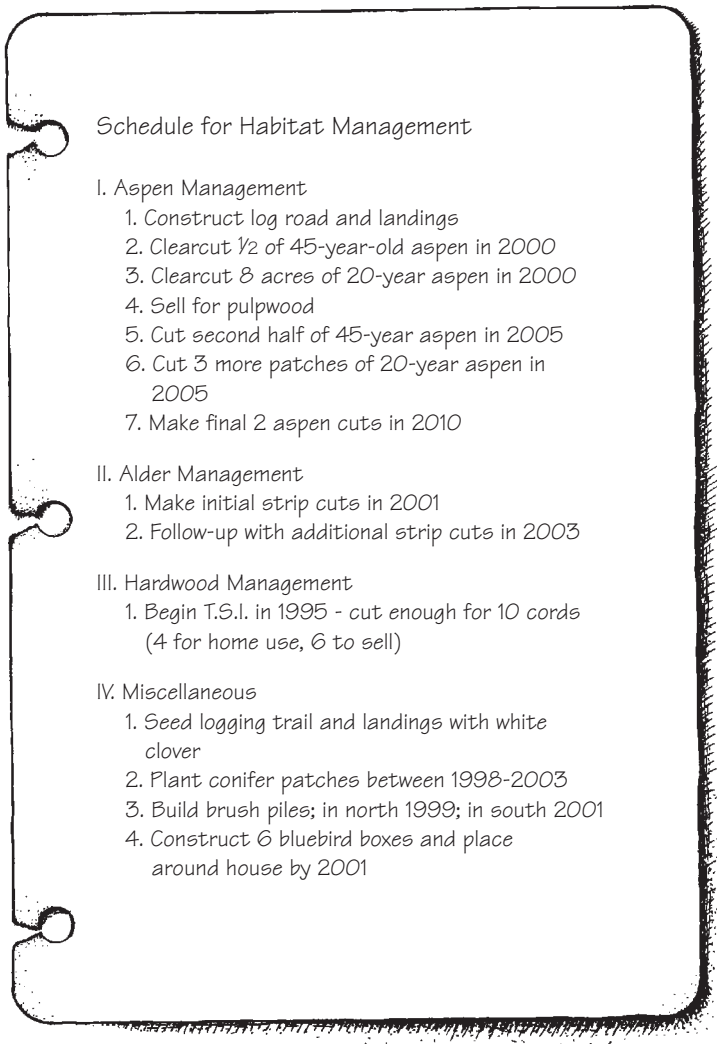 Schedule for Habitat Management
I. Aspen Management
1. Construct log road and landings
2. Clearcut 1/2 of 45-year-old aspen in 2000
3. Clearcut 8 acres of 20-year aspen in 2000
4. Sell for pulpwood
5. Cut second half of 45-year aspen in 2005
6. Cut 3 more patches of 20-year aspen in
2005
7. Make final 2 aspen cuts in 2010
II. Alder Management
1. Make initial strip cuts in 2001
2. Follow-up with additional strip cuts in 2003
III. Hardwood Management
1. Begin T.S.I. in 1995 - cut enough for 10 cords
(4 for home use, 6 to sell)
IV. Miscellaneous
1. Seed logging trail and landings with white
clover
2. Plant conifer patches between 1998-2003
3. Build brush piles; in north 1999; in south 2001
4. Construct 6 bluebird boxes and place
around house by 2001